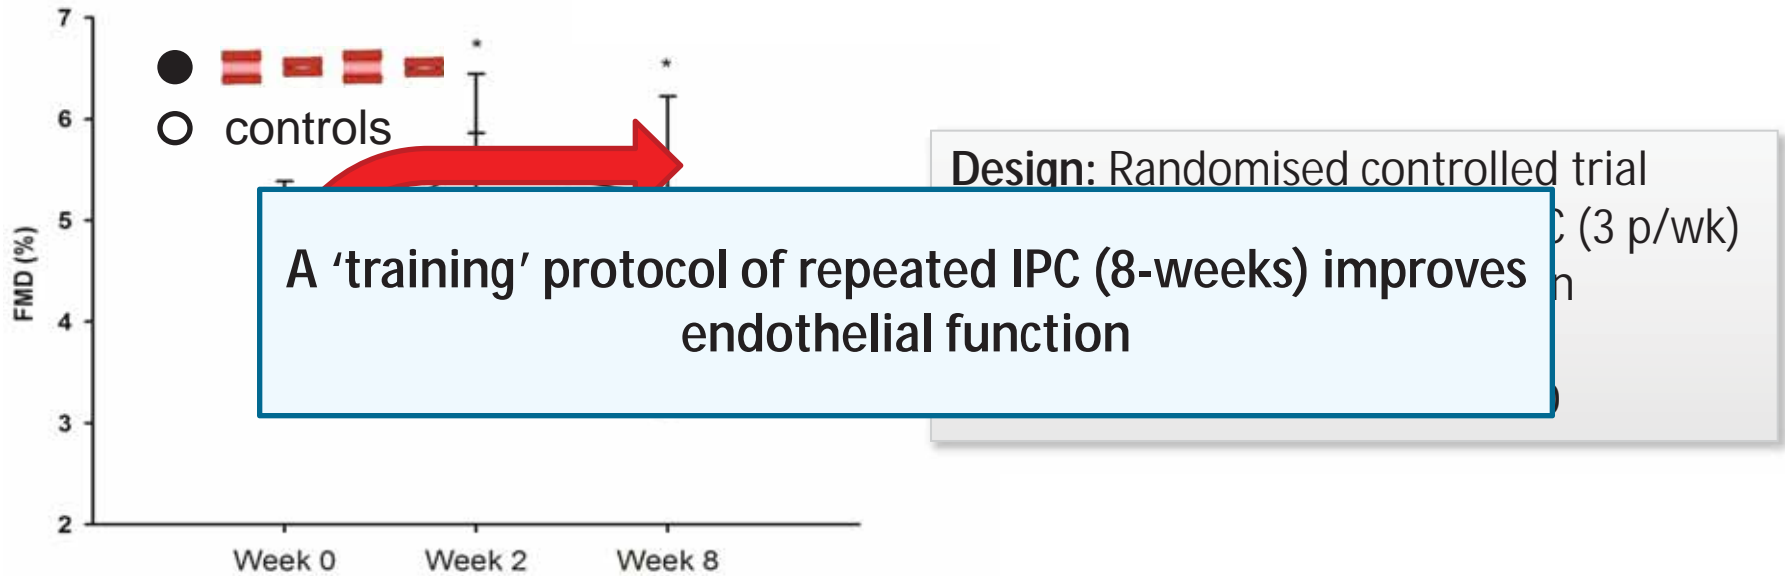 7
*
*
6
controls
5
4
3
2
FMD (%)
Week 0 Week 2 Week 8
Design: Randomised controlled trial
(3 p/wk)
A ‘training’ protocol of repeated IPC (8-weeks) improves
endothelial function